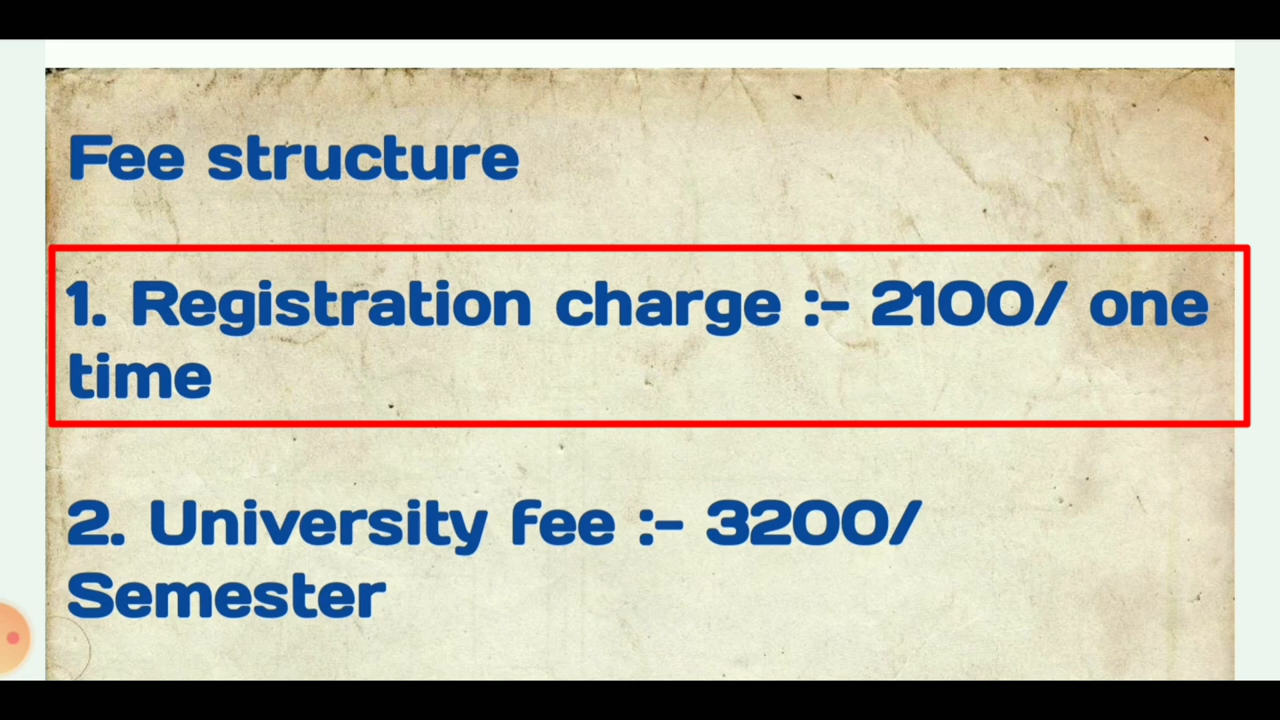 Fee structure
1. Registration charge :- 2100/ one
time
2. University fee :- 3200/
Semester